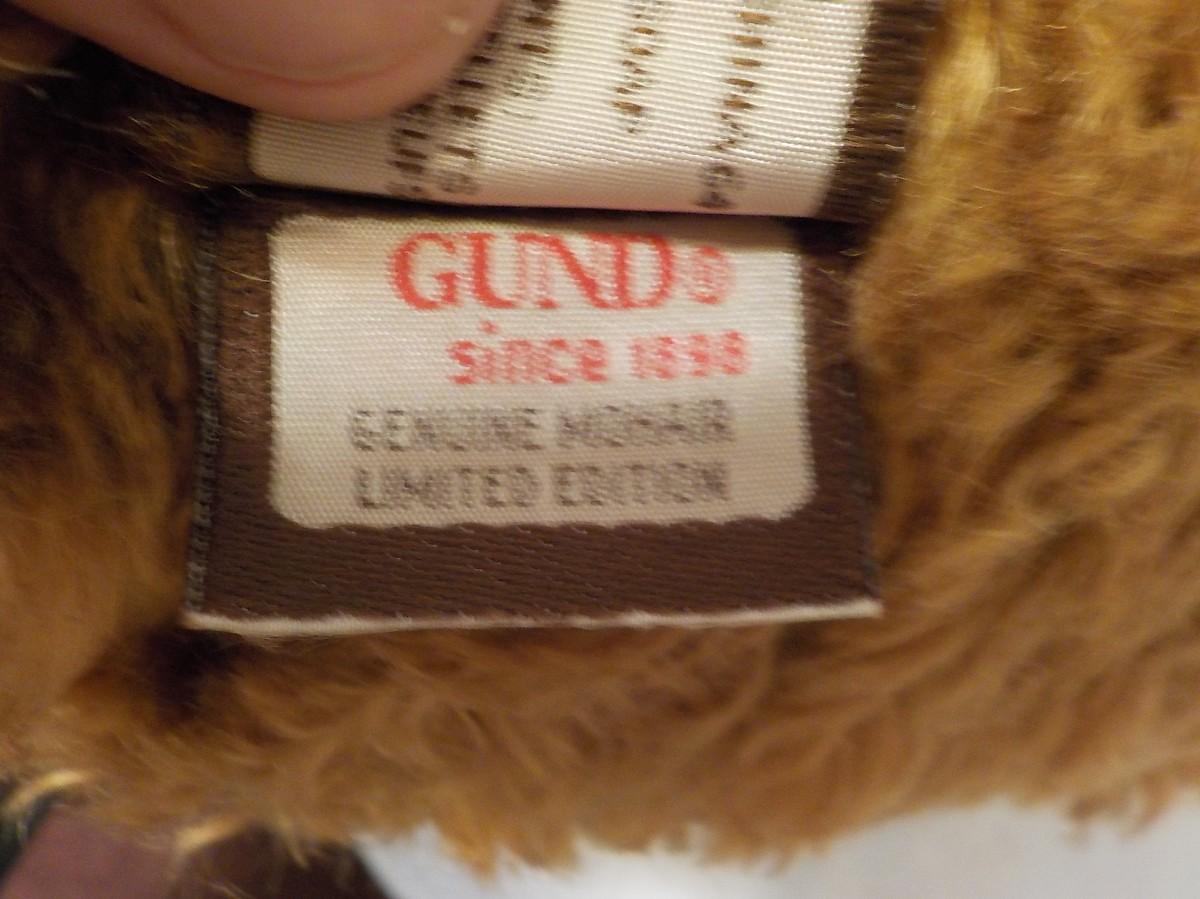 GUND®
since 1898
GENUINE MOHAIR
LIMITED EDITION